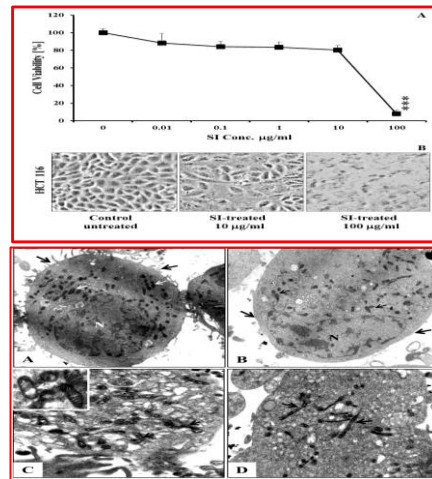 A
Cell Viability [%]
120
100
80
60
40
20
0
***
0 0.01 0.1 1 10 100
SI Conc. µg/ml
B
HCT 116
Control
untreated
SI-treated
10 µg/ml
SI-treated
100 µg/ml
A
B
N
C
D